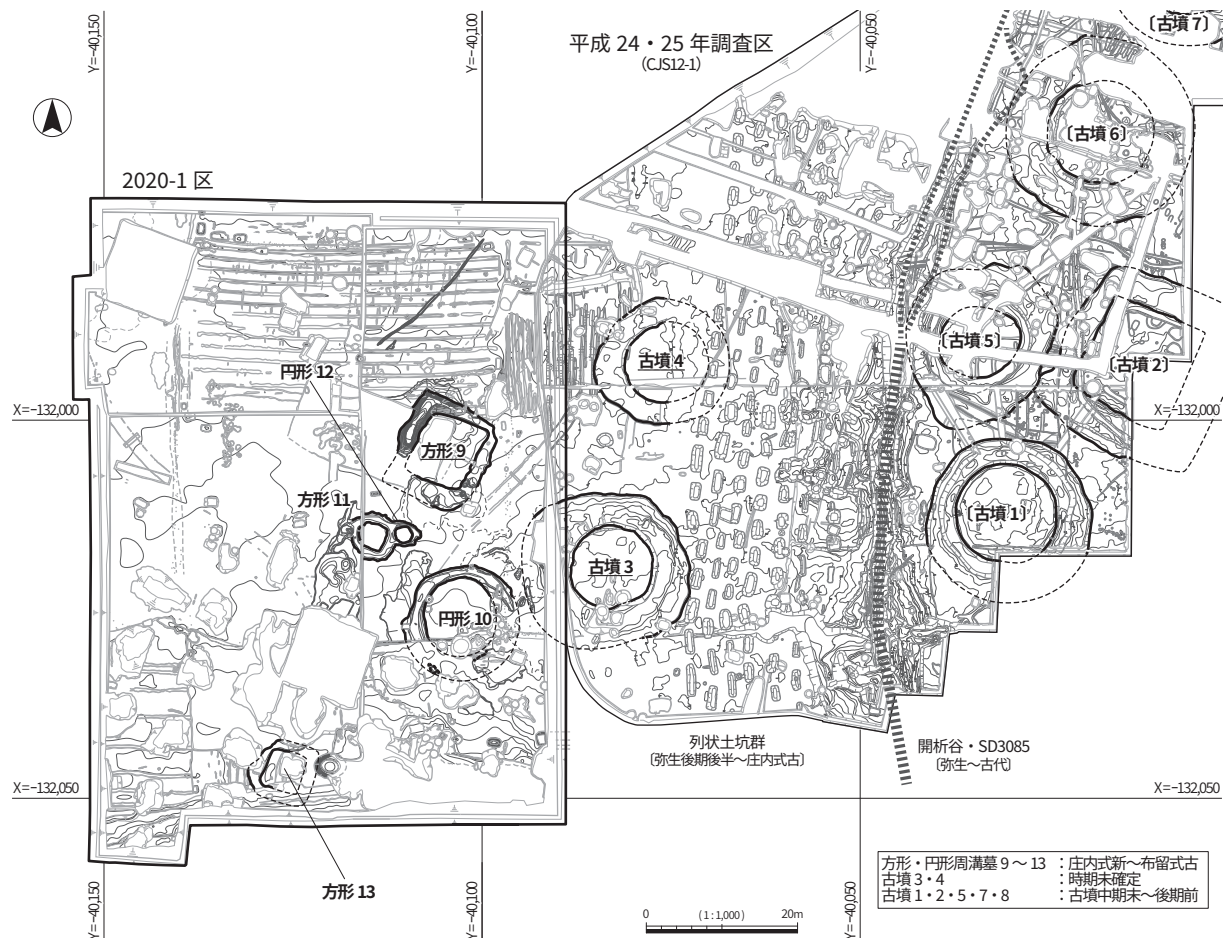 Y=−40,150
Y=−40,100
平成 24・25 年調査区
（CJS12-1）
Y=−40,050
〔古墳 7〕
〔古墳 6〕
2020-1 区
円形 12
古墳 4
〔古墳 5〕
〔古墳 2〕
X=−132,000
X=−132,000
方形 9
方形 11
〔古墳 1〕
古墳 3
円形 10
列状土坑群
〔弥生後期後半〜庄内式古〕
開析谷・SD3085
〔弥生〜古代〕
X=−132,050
X=−132,050
方形 13
方形・円形周溝墓 9 〜 13 ：庄内式新〜布留式古
古墳 3・4 ：時期未確定
古墳 1・2・5・7・8 ：古墳中期末〜後期前
Y=−40,150
Y=−40,100
Y=−40,050
0 （1：1,000） 20m